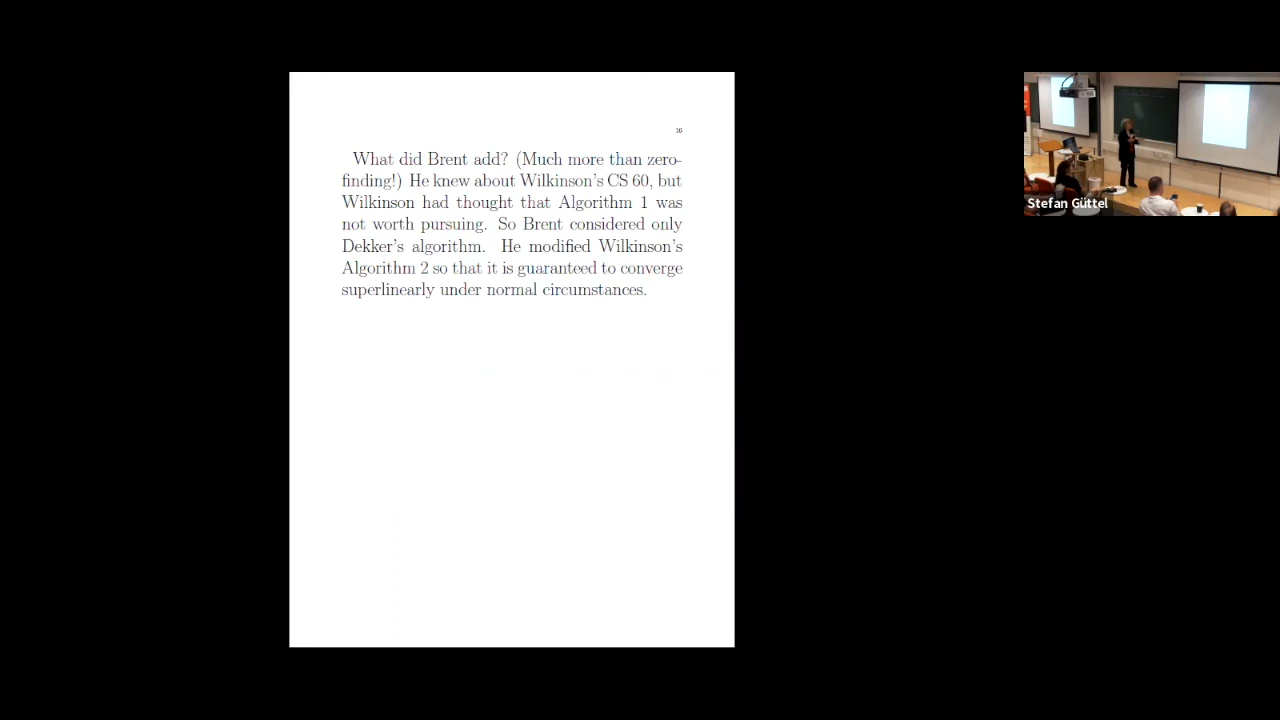 16
What did Brent add? (Much more than zero-
finding!) He knew about Wilkinson's CS 60, but
Wilkinson had thought that Algorithm 1 was
not worth pursuing. So Brent considered only
Dekker's algorithm. He modified Wilkinson's
Algorithm 2 so that it is guaranteed to converge
superlinearly under normal circumstances.
Stefan Güttel